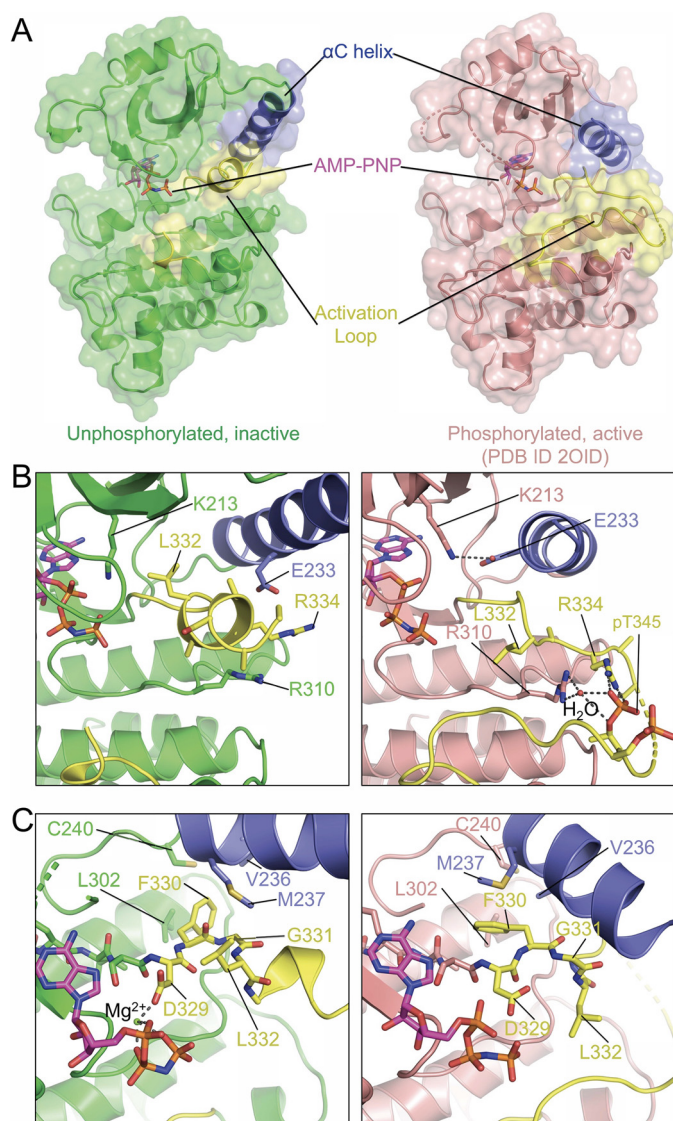 A
αC helix
AMP-PNP
Activation
Loop
Unphosphorylated, inactive
Phosphorylated, active
(PDB ID 2OID)
B
K213
L332
E233
R334
R310
K213
E233
L332
R334
pT345
R310
H2O
C
C240
L302
F330
V236
M237
G331
Mg2+
D329
L332
C240
V236
M237
L302
F330
G331
D329
L332